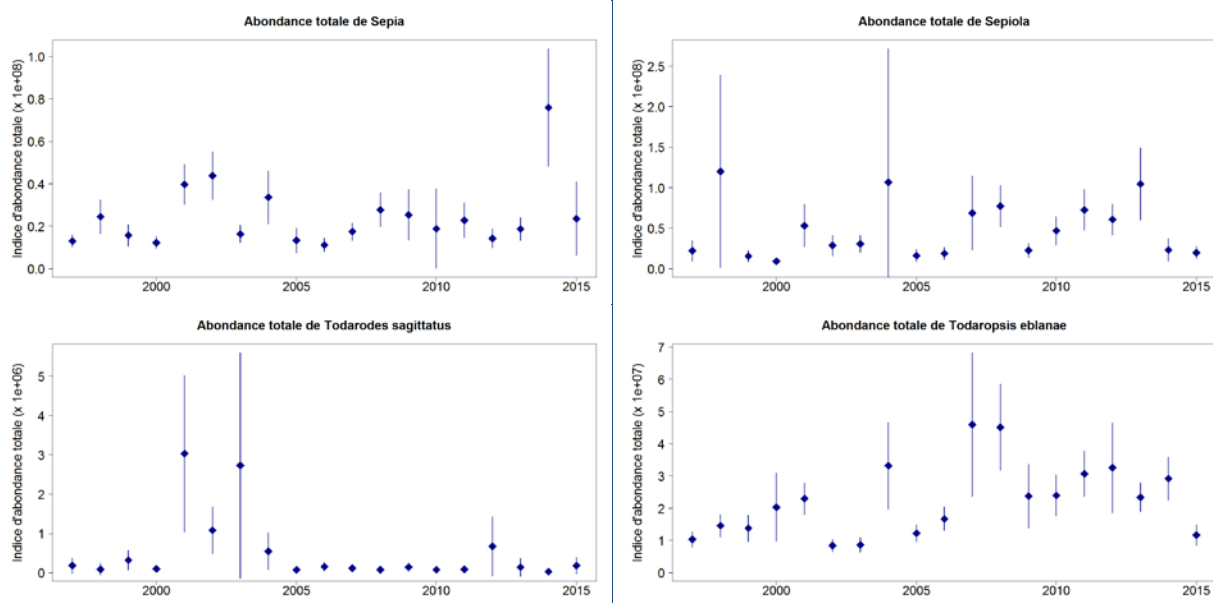 Abondance totale de Sepia
Indice d'abondance totale (x 1e+08)
1.0
0.8
0.6
0.4
0.2
0.0
2000 2005 2010 2015
Abondance totale de Sepiola
Indice d'abondance totale (x 1e+08)
2.5
2.0
1.5
1.0
0.5
0.0
2000 2005 2010 2015
Abondance totale de Todarodes sagittatus
Indice d'abondance totale (x 1e+06)
5
4
3
2
1
0
2000 2005 2010 2015
Abondance totale de Todaropsis eblanae
Indice d'abondance totale (x 1e+07)
7
6
5
4
3
2
1
0
2000 2005 2010 2015